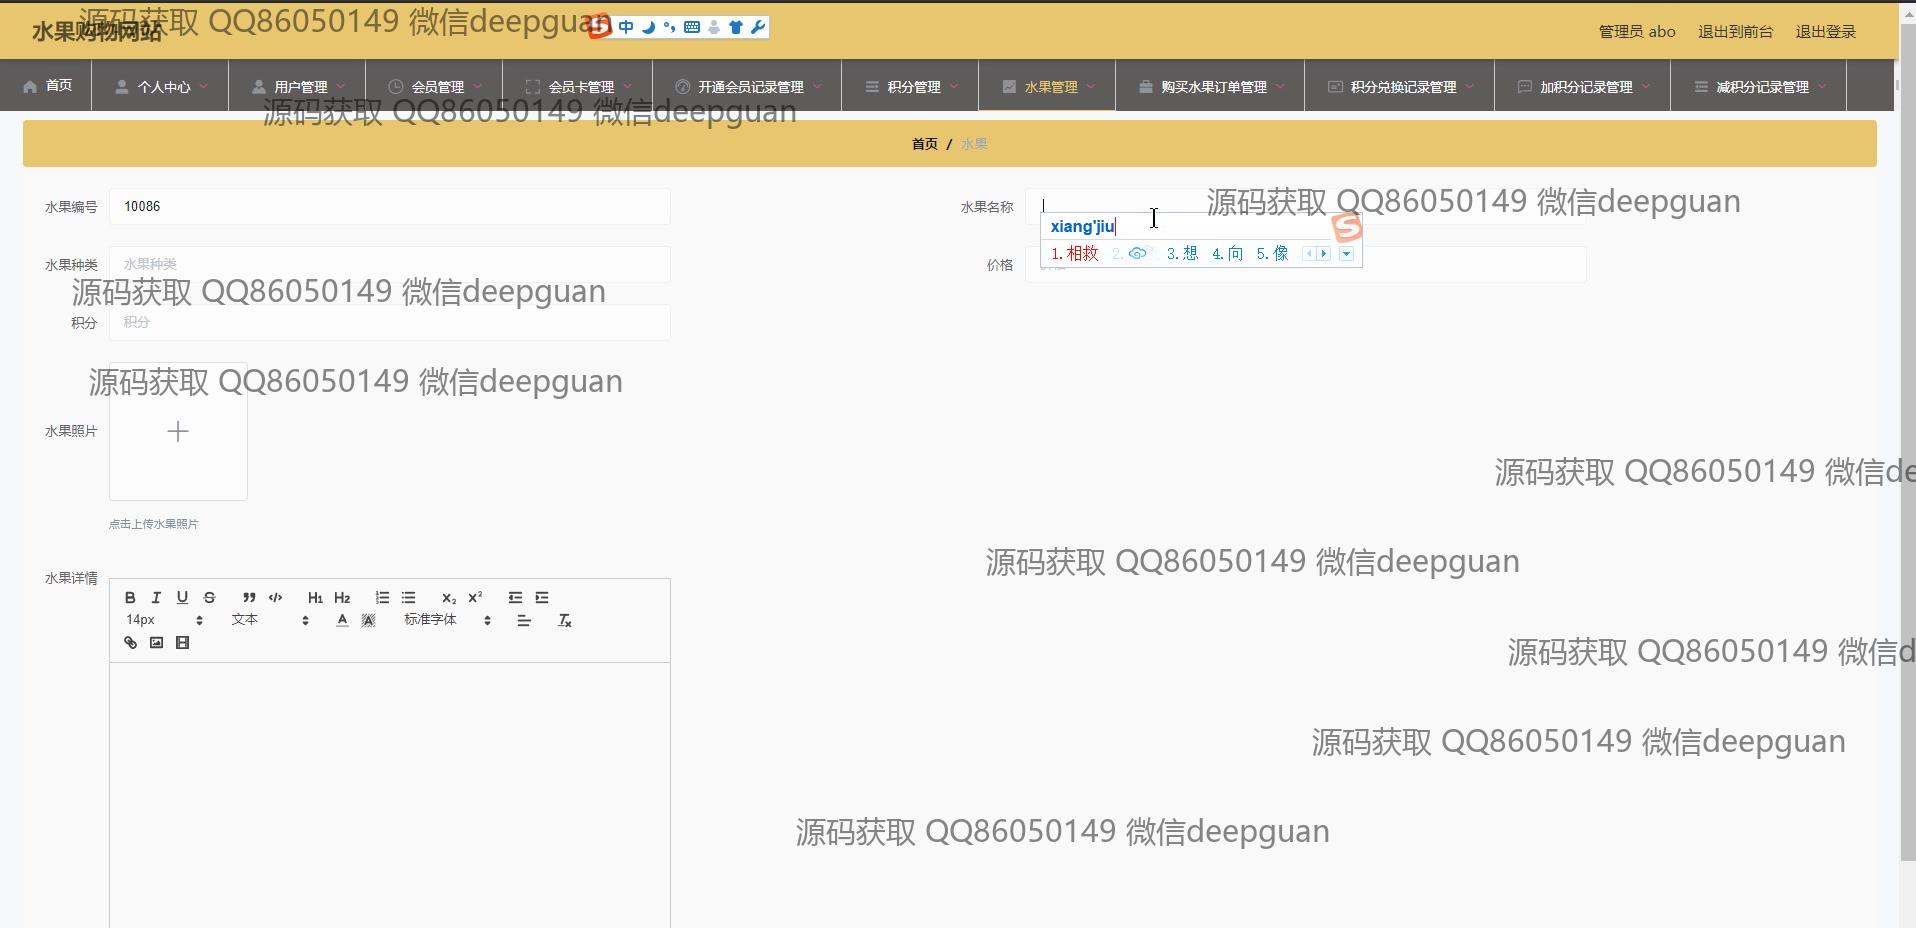 水果购物网站
源码获取 QQ86050149 微信deepguan
中
管理员 abo 退出到前台 退出登录
首页 个人中心 用户管理 会员管理 会员卡管理 开通会员记录管理 积分管理 水果管理 购买水果订单管理 积分兑换记录管理 加积分记录管理 减积分记录管理
源码获取 QQ86050149 微信deepguan
首页 / 水果
水果编号 10086
水果名称
源码获取 QQ86050149 微信deepguan
xiang'jiu
1.相救 2. 3.想 4.向 5.像
水果种类 水果种类
价格
源码获取 QQ86050149 微信deepguan
积分 积分
源码获取 QQ86050149 微信deepguan
水果照片
点击上传水果照片
源码获取 QQ86050149 微信de
源码获取 QQ86050149 微信deepguan
水果详情
B I U S H1 H2 X₂ X²
14px 文本 A A 标准字体 Tx
源码获取 QQ86050149 微信d
源码获取 QQ86050149 微信deepguan
源码获取 QQ86050149 微信deepguan